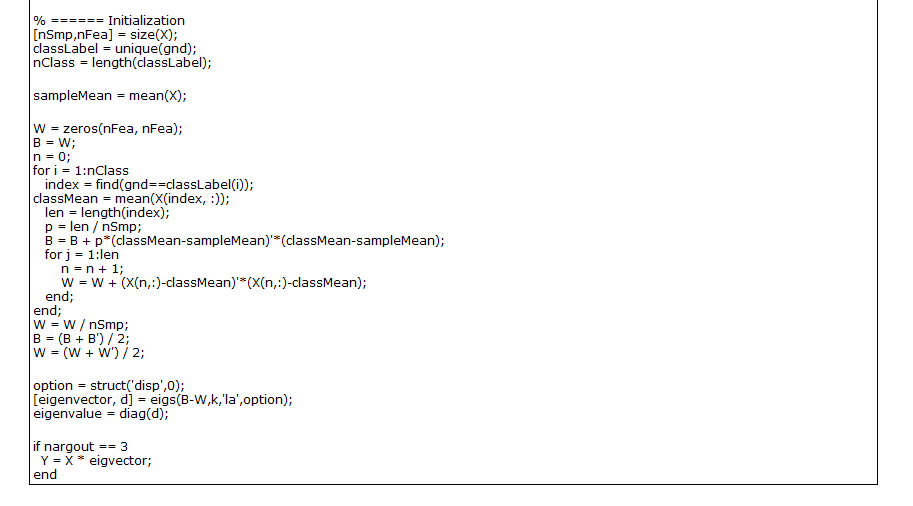 % ====== Initialization
[nSmp,nFea] = size(X);
classLabel = unique(gnd);
nClass = length(classLabel);
sampleMean = mean(X);
W = zeros(nFea, nFea);
B = W;
n = 0;
for i = 1:nClass
index = find(gnd==classLabel(i));
classMean = mean(X(index, :));
len = length(index);
p = len / nSmp;
B = B + p*(classMean-sampleMean)'*(classMean-sampleMean);
for j = 1:len
n = n + 1;
W = W + (X(n,:)-classMean)'*(X(n,:)-classMean);
end;
end;
W = W / nSmp;
B = (B + B') / 2;
W = (W + W') / 2;
option = struct('disp',0);
[eigenvector, d] = eigs(B-W,k,'la',option);
eigenvalue = diag(d);
if nargout == 3
Y = X * eigvector;
end